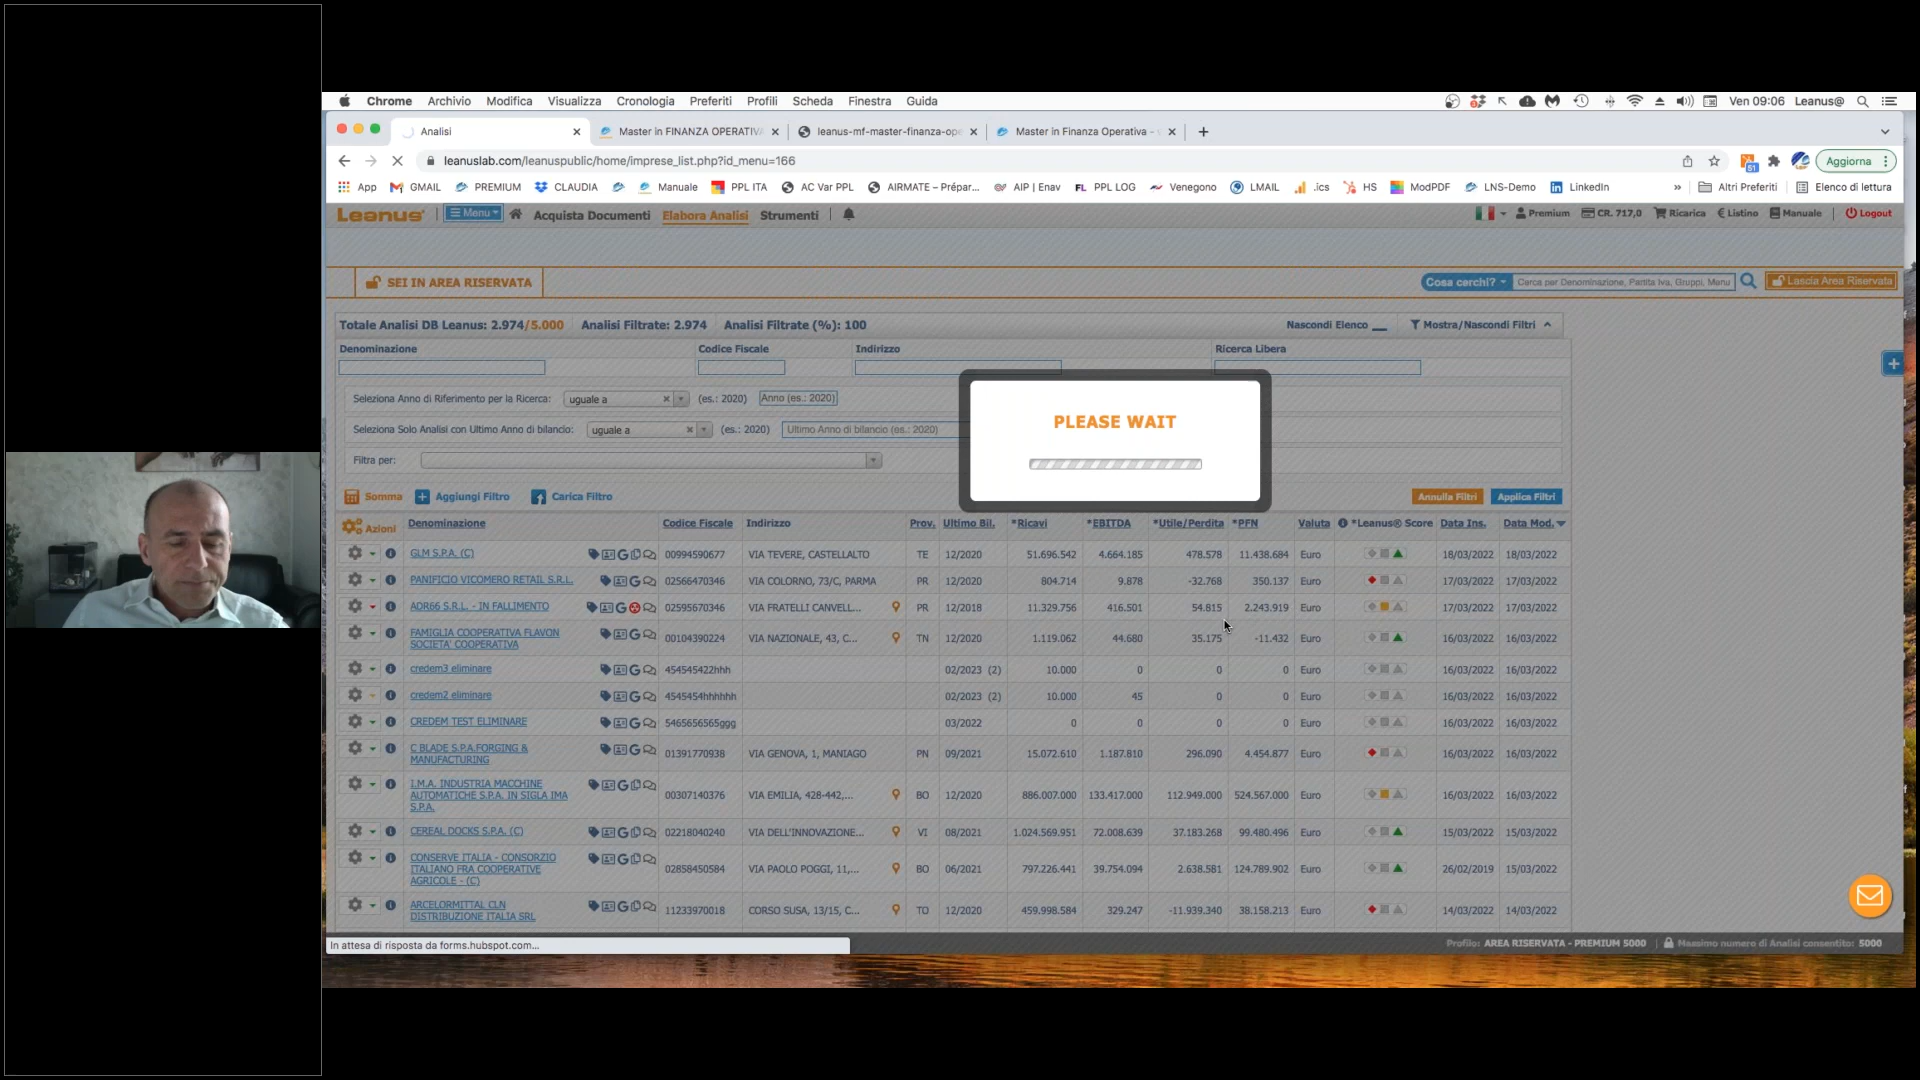 Chrome Archivio Modifica Visualizza Cronologia Preferiti Profili Scheda Finestra Guida Ven 09:06 Leanus@
Analisi Master in FINANZA OPERATIVA leanus-mf-master-finanza-ope Master in Finanza Operativa -
leanuslab.com/leanuspublic/home/imprese_list.php?id_menu=166 51 Aggiorna
App GMAIL PREMIUM CLAUDIA Manuale PPL ITA AC Var PPL AIRMATE – Prépar... AIP | Enav FL PPL LOG Venegono LMAIL .ics HS ModPDF LNS-Demo LinkedIn » Altri Preferiti Elenco di lettura
Leanus® Menu Acquista Documenti Elabora Analisi Strumenti Premium CR. 717,0 Ricarica € Listino Manuale Logout
SEI IN AREA RISERVATA Cosa cerchi? Cerca per Denominazione, Partita Iva, Gruppi, Menu Lascia Area Riservata
Totale Analisi DB Leanus: 2.974/5.000 Analisi Filtrate: 2.974 Analisi Filtrate (%): 100 Nascondi Elenco Mostra/Nascondi Filtri
Denominazione Codice Fiscale Indirizzo Ricerca Libera
Seleziona Anno di Riferimento per la Ricerca: uguale a (es.: 2020) Anno (es.: 2020)
Seleziona Solo Analisi con Ultimo Anno di bilancio: uguale a (es.: 2020) Ultimo Anno di bilancio (es.: 2020)
PLEASE WAIT
Filtra per:
Somma Aggiungi Filtro Carica Filtro Annulla Filtri Applica Filtri
Azioni Denominazione Codice Fiscale Indirizzo Prov. Ultimo Bil. *Ricavi *EBITDA *Utile/Perdita *PFN Valuta *Leanus® Score Data Ins. Data Mod.
GLM S.P.A. (C) 00994590677 VIA TEVERE, CASTELLALTO TE 12/2020 51.696.542 4.664.185 478.578 11.438.684 Euro 18/03/2022 18/03/2022
PANIFICIO VICOMERO RETAIL S.R.L. 02566470346 VIA COLORNO, 73/C, PARMA PR 12/2020 804.714 9.878 -32.768 350.137 Euro 17/03/2022 17/03/2022
ADR66 S.R.L. - IN FALLIMENTO 02595670346 VIA FRATELLI CANVELL... PR 12/2018 11.329.756 416.501 54.815 2.243.919 Euro 17/03/2022 17/03/2022
FAMIGLIA COOPERATIVA FLAVON
SOCIETA' COOPERATIVA 00104390224 VIA NAZIONALE, 43, C... TN 12/2020 1.119.062 44.680 35.175 -11.432 Euro 16/03/2022 16/03/2022
credem3 eliminare 454545422hhh 02/2023 (2) 10.000 0 0 0 Euro 16/03/2022 16/03/2022
credem2 eliminare 4545454hhhhhh 02/2023 (2) 10.000 45 0 0 Euro 16/03/2022 16/03/2022
CREDEM TEST ELIMINARE 5465656565ggg 03/2022 0 0 0 0 Euro 16/03/2022 16/03/2022
C BLADE S.P.A.FORGING &
MANUFACTURING 01391770938 VIA GENOVA, 1, MANIAGO PN 09/2021 15.072.610 1.187.810 296.090 4.454.877 Euro 16/03/2022 16/03/2022
I.M.A. INDUSTRIA MACCHINE
AUTOMATICHE S.P.A. IN SIGLA IMA
S.P.A. 00307140376 VIA EMILIA, 428-442,... BO 12/2020 886.007.000 133.417.000 112.949.000 524.567.000 Euro 16/03/2022 16/03/2022
CEREAL DOCKS S.P.A. (C) 02218040240 VIA DELL'INNOVAZIONE... VI 08/2021 1.024.569.951 72.008.639 37.183.268 99.480.496 Euro 15/03/2022 15/03/2022
CONSERVE ITALIA - CONSORZIO
ITALIANO FRA COOPERATIVE
AGRICOLE - (C) 02858450584 VIA PAOLO POGGI, 11,... BO 06/2021 797.226.441 39.754.094 2.638.581 124.789.902 Euro 26/02/2019 15/03/2022
ARCELORMITTAL CLN
DISTRIBUZIONE ITALIA SRL 11233970018 CORSO SUSA, 13/15, C... TO 12/2020 459.998.584 329.247 -11.939.340 38.158.213 Euro 14/03/2022 14/03/2022
In attesa di risposta da forms.hubspot.com... Profilo: AREA RISERVATA - PREMIUM 5000 Massimo numero di Analisi consentito: 5000